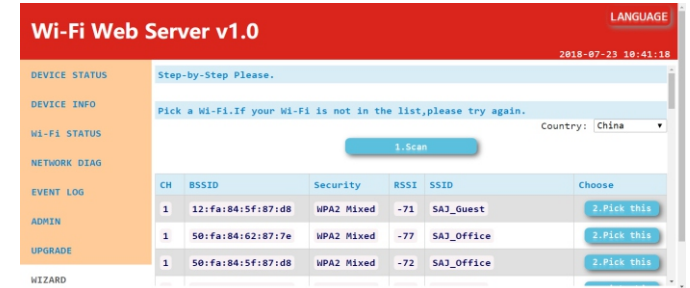 LANGUAGE
Wi-Fi Web Server v1.0
2018-07-23 10:41:18
DEVICE STATUS
DEVICE INFO
Wi-Fi STATUS
NETWORK DIAG
EVENT LOG
ADMIN
UPGRADE
WIZARD
Step-by-Step Please.
Pick a Wi-Fi.If your Wi-Fi is not in the list,please try again.
Country: China
1.Scan
CH BSSID Security RSSI SSID Choose
1 12:fa:84:5f:87:d8 WPA2 Mixed -71 SAJ_Guest 2.Pick this
1 50:fa:84:62:87:7e WPA2 Mixed -77 SAJ_Office 2.Pick this
1 50:fa:84:5f:87:d8 WPA2 Mixed -72 SAJ_Office 2.Pick this